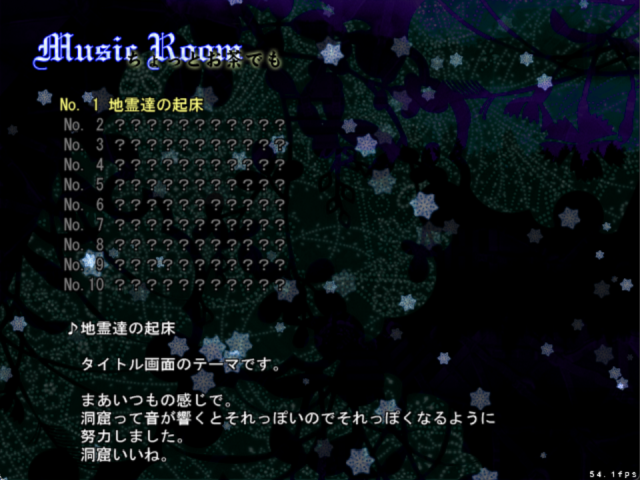 Music Room
ちょっとお茶でも
No. 1 地霊達の起床
No. 2 ？？？？？？？？？？？
No. 3 ？？？？？？？？？？？
No. 4 ？？？？？？？？？？？
No. 5 ？？？？？？？？？？？
No. 6 ？？？？？？？？？？？
No. 7 ？？？？？？？？？？？
No. 8 ？？？？？？？？？？？
No. 9 ？？？？？？？？？？？
No.10 ？？？？？？？？？？？
♪地霊達の起床
タイトル画面のテーマです。
まあいつもの感じで。
洞窟って音が響くとそれっぽいのでそれっぽくなるように
努力しました。
洞窟いいね。
54.1fps